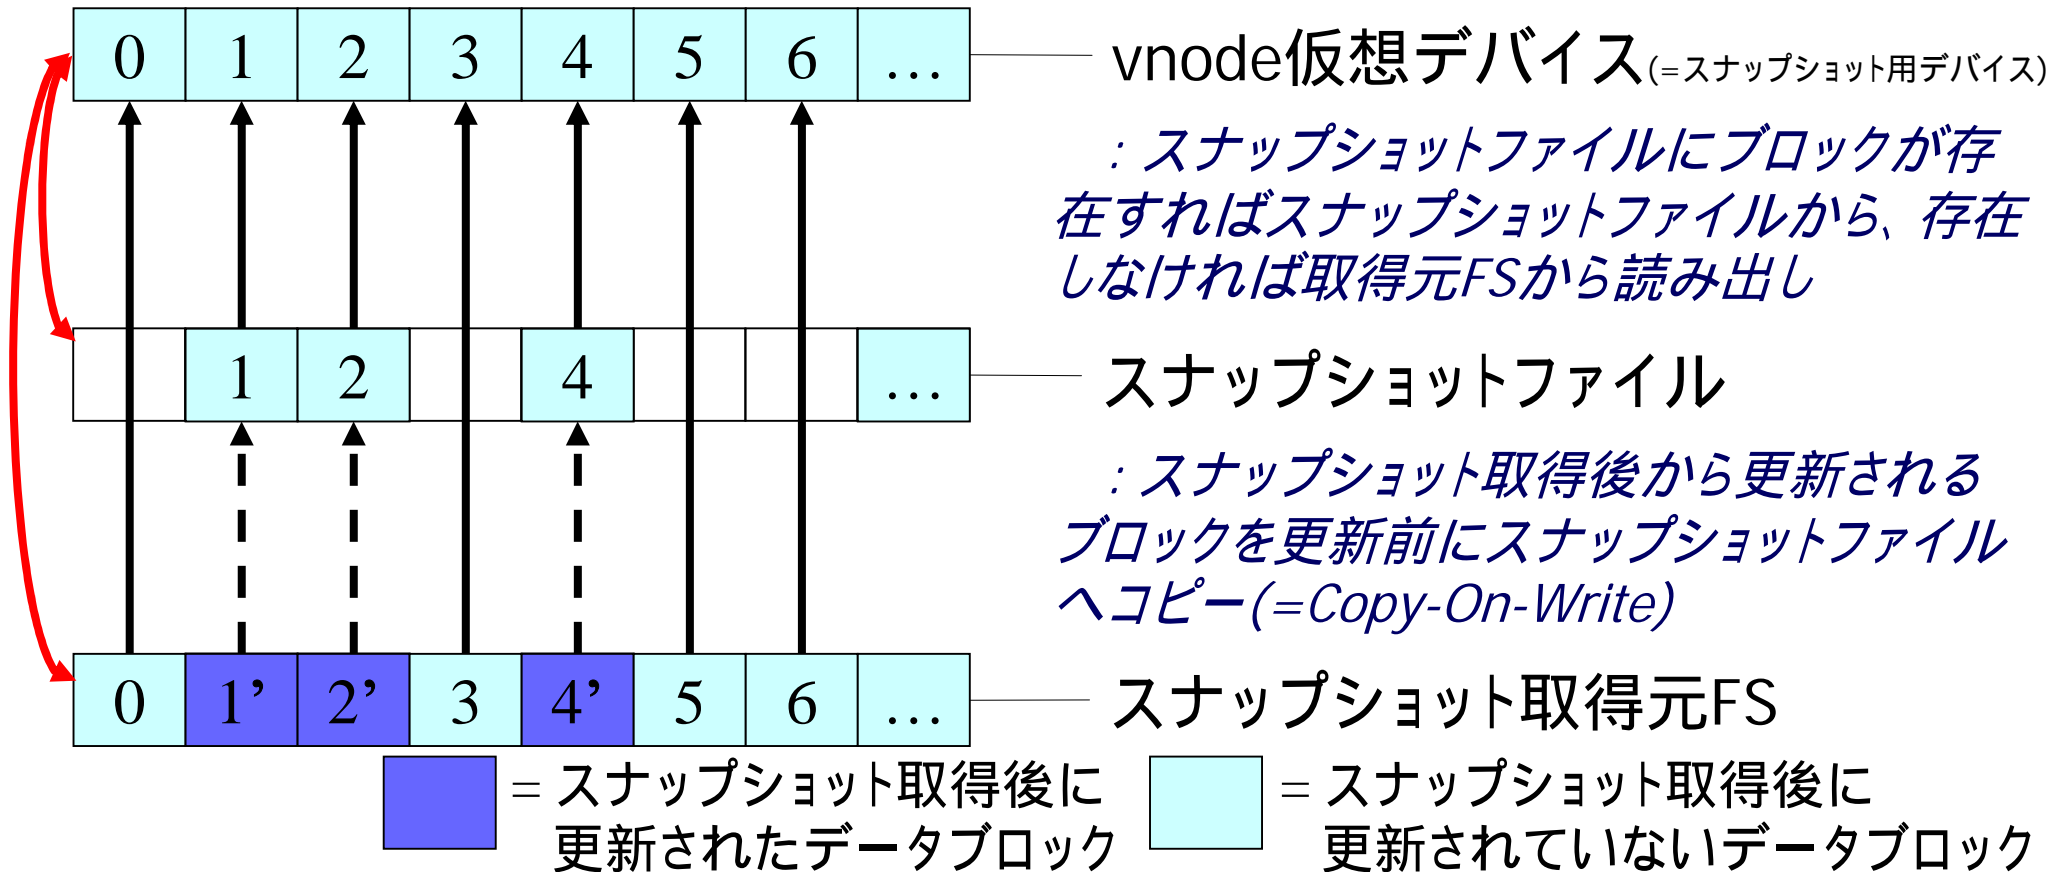 0 1 2 3 4 5 6 …
vnode仮想デバイス(=スナップショット用デバイス)
:スナップショットファイルにブロックが存
在すればスナップショットファイルから、存在
しなければ取得元FSから読み出し
1 2 4 …
スナップショットファイル
:スナップショット取得後から更新される
ブロックを更新前にスナップショットファイル
へコピー(=Copy-On-Write)
0 1’ 2’ 3 4’ 5 6 …
スナップショット取得元FS
= スナップショット取得後に
更新されたデータブロック
= スナップショット取得後に
更新されていないデータブロック